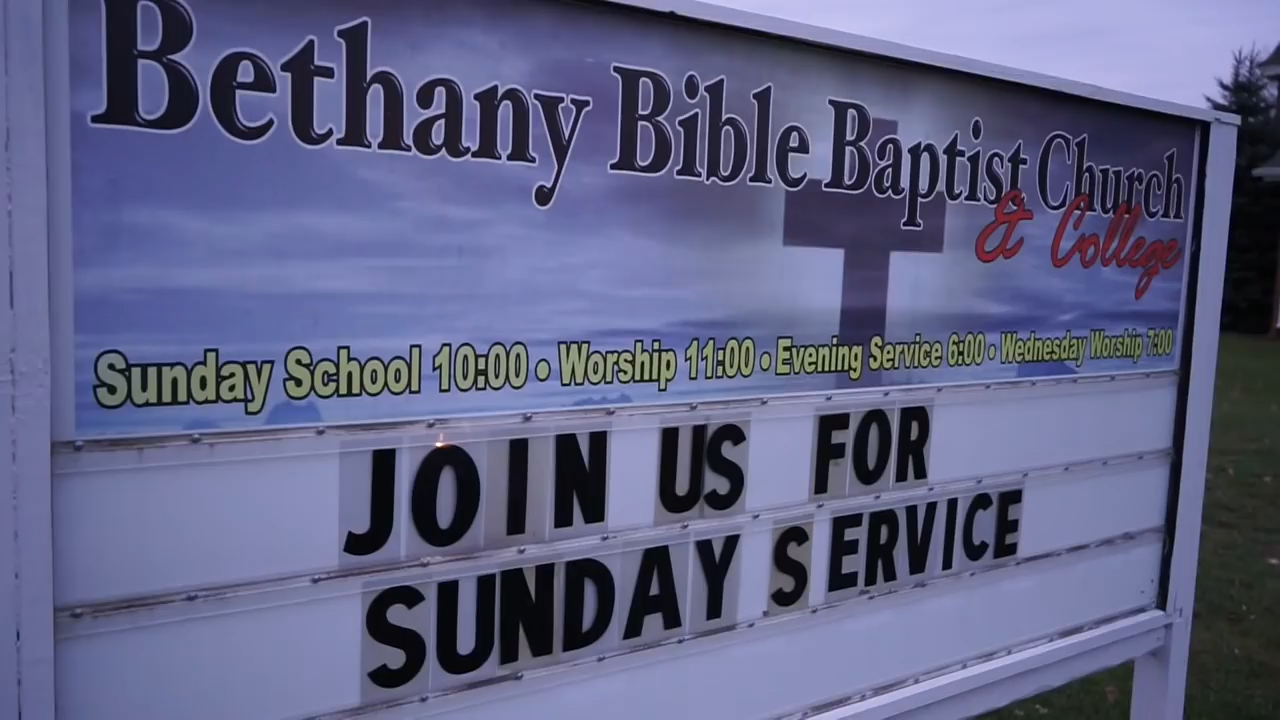 Bethany Bible Baptist Church
& College
Sunday School 10:00 • Worship 11:00 • Evening Service 6:00 • Wednesday Worship 7:00
JOIN US FOR
SUNDAY SERVICE